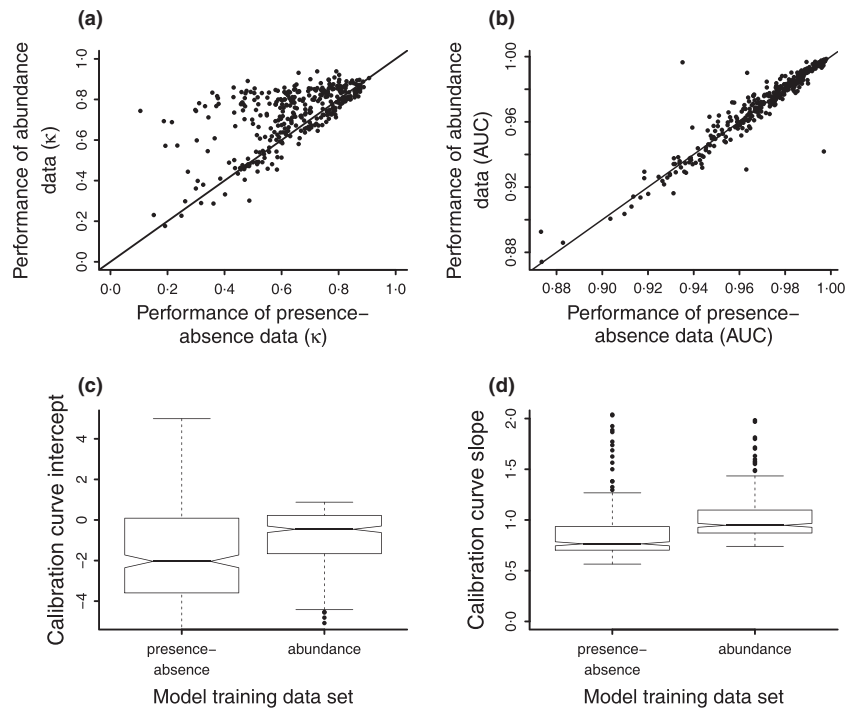 (a)
Performance of abundance
data (κ)
1·0
0·8
0·6
0·4
0·2
0·0
0·0 0·2 0·4 0·6 0·8 1·0
Performance of presence–
absence data (κ)
(b)
Performance of abundance
data (AUC)
1·00
0·96
0·92
0·88
0·88 0·90 0·92 0·94 0·96 0·98 1·00
Performance of presence–
absence data (AUC)
(c)
Calibration curve intercept
4
2
0
−2
−4
presence–
absence
abundance
Model training data set
(d)
Calibration curve slope
2·0
1·5
1·0
0·5
0·0
presence–
absence
abundance
Model training data set